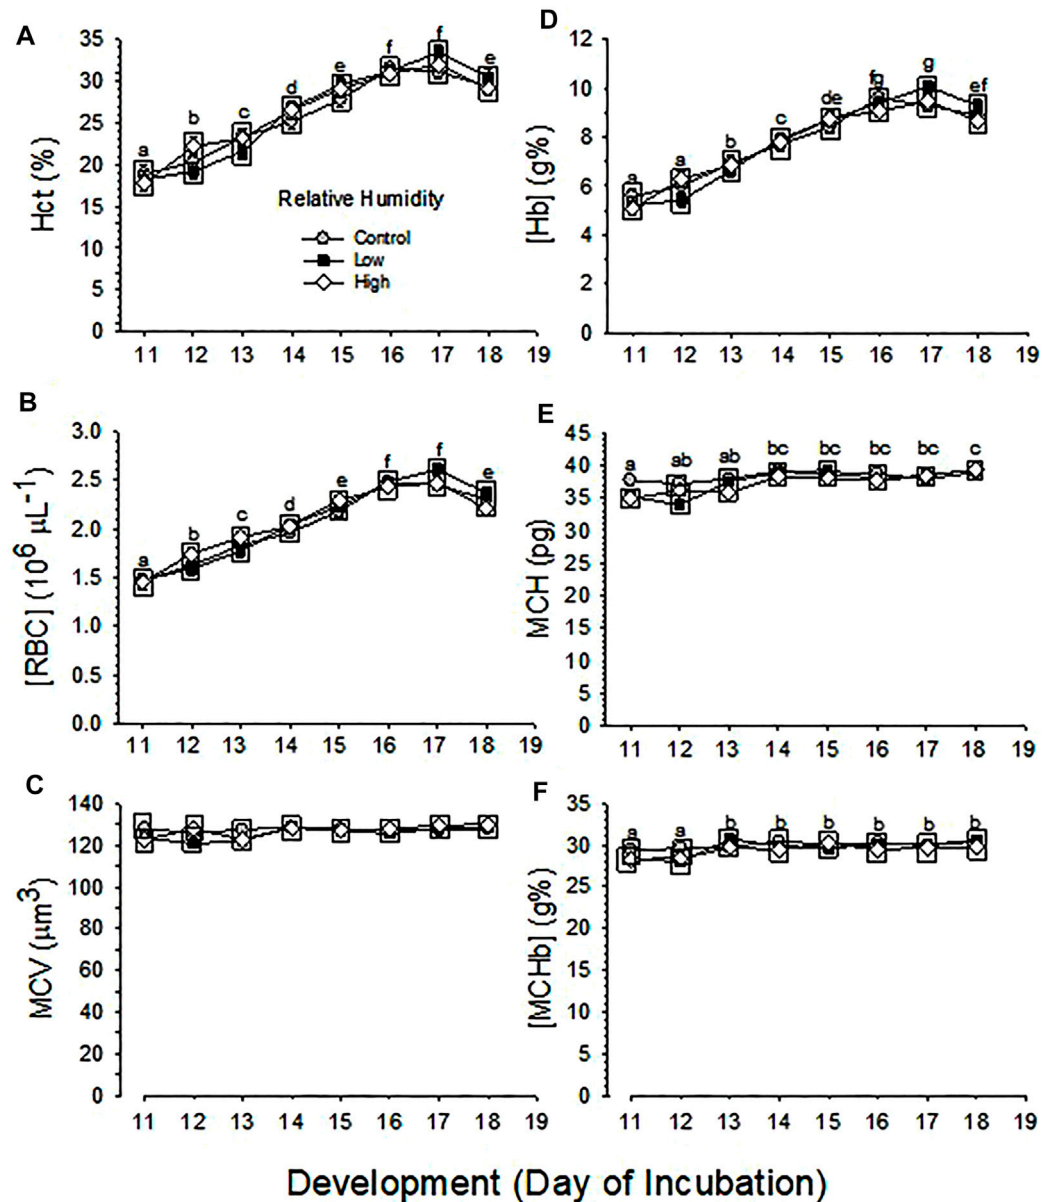 A
Hct (%)
35
30
25
20
15
10
5
0
a
b
c
d
e
f
f
e
Relative Humidity
Control
Low
High
11 12 13 14 15 16 17 18 19
D
[Hb] (g%)
12
10
8
6
4
2
0
a
a
b
c
de
fg
g
ef
11 12 13 14 15 16 17 18 19
B
[RBC] (10⁶ μL⁻¹)
3.0
2.5
2.0
1.5
1.0
0.5
0.0
a
b
c
d
e
f
f
e
11 12 13 14 15 16 17 18 19
E
MCH (pg)
45
40
35
30
25
20
15
10
5
0
a
ab
ab
bc
bc
bc
bc
c
11 12 13 14 15 16 17 18 19
C
MCV (μm³)
140
120
100
80
60
40
20
0
11 12 13 14 15 16 17 18 19
F
[MCHb] (g%)
35
30
25
20
15
10
5
0
a
a
b
b
b
b
b
b
11 12 13 14 15 16 17 18 19
Development (Day of Incubation)